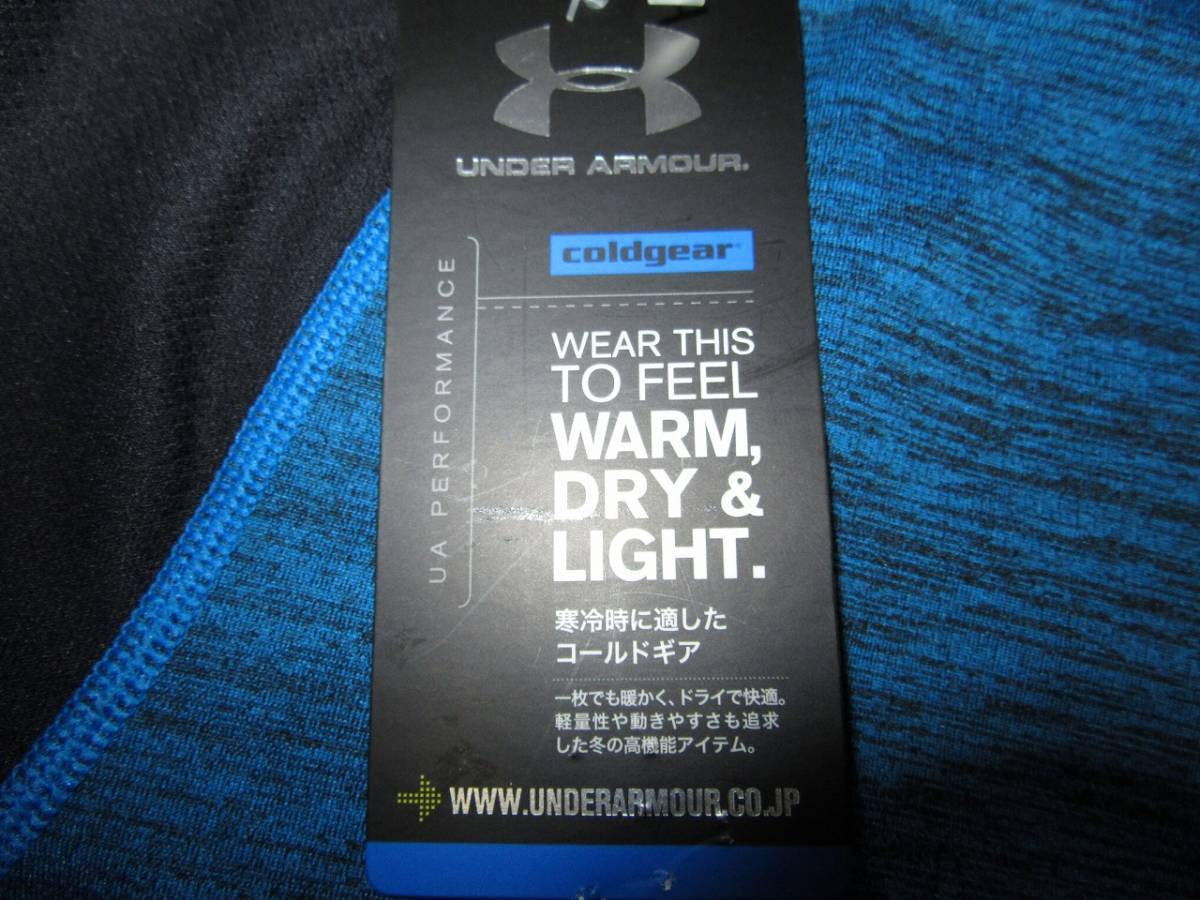 UNDER ARMOUR.
coldgear®
UA PERFORMANCE
WEAR THIS
TO FEEL
WARM,
DRY &
LIGHT.
寒冷時に適した
コールドギア
一枚でも暖かく、ドライで快適。
軽量性や動きやすさも追求
した冬の高機能アイテム。
WWW.UNDERARMOUR.CO.JP